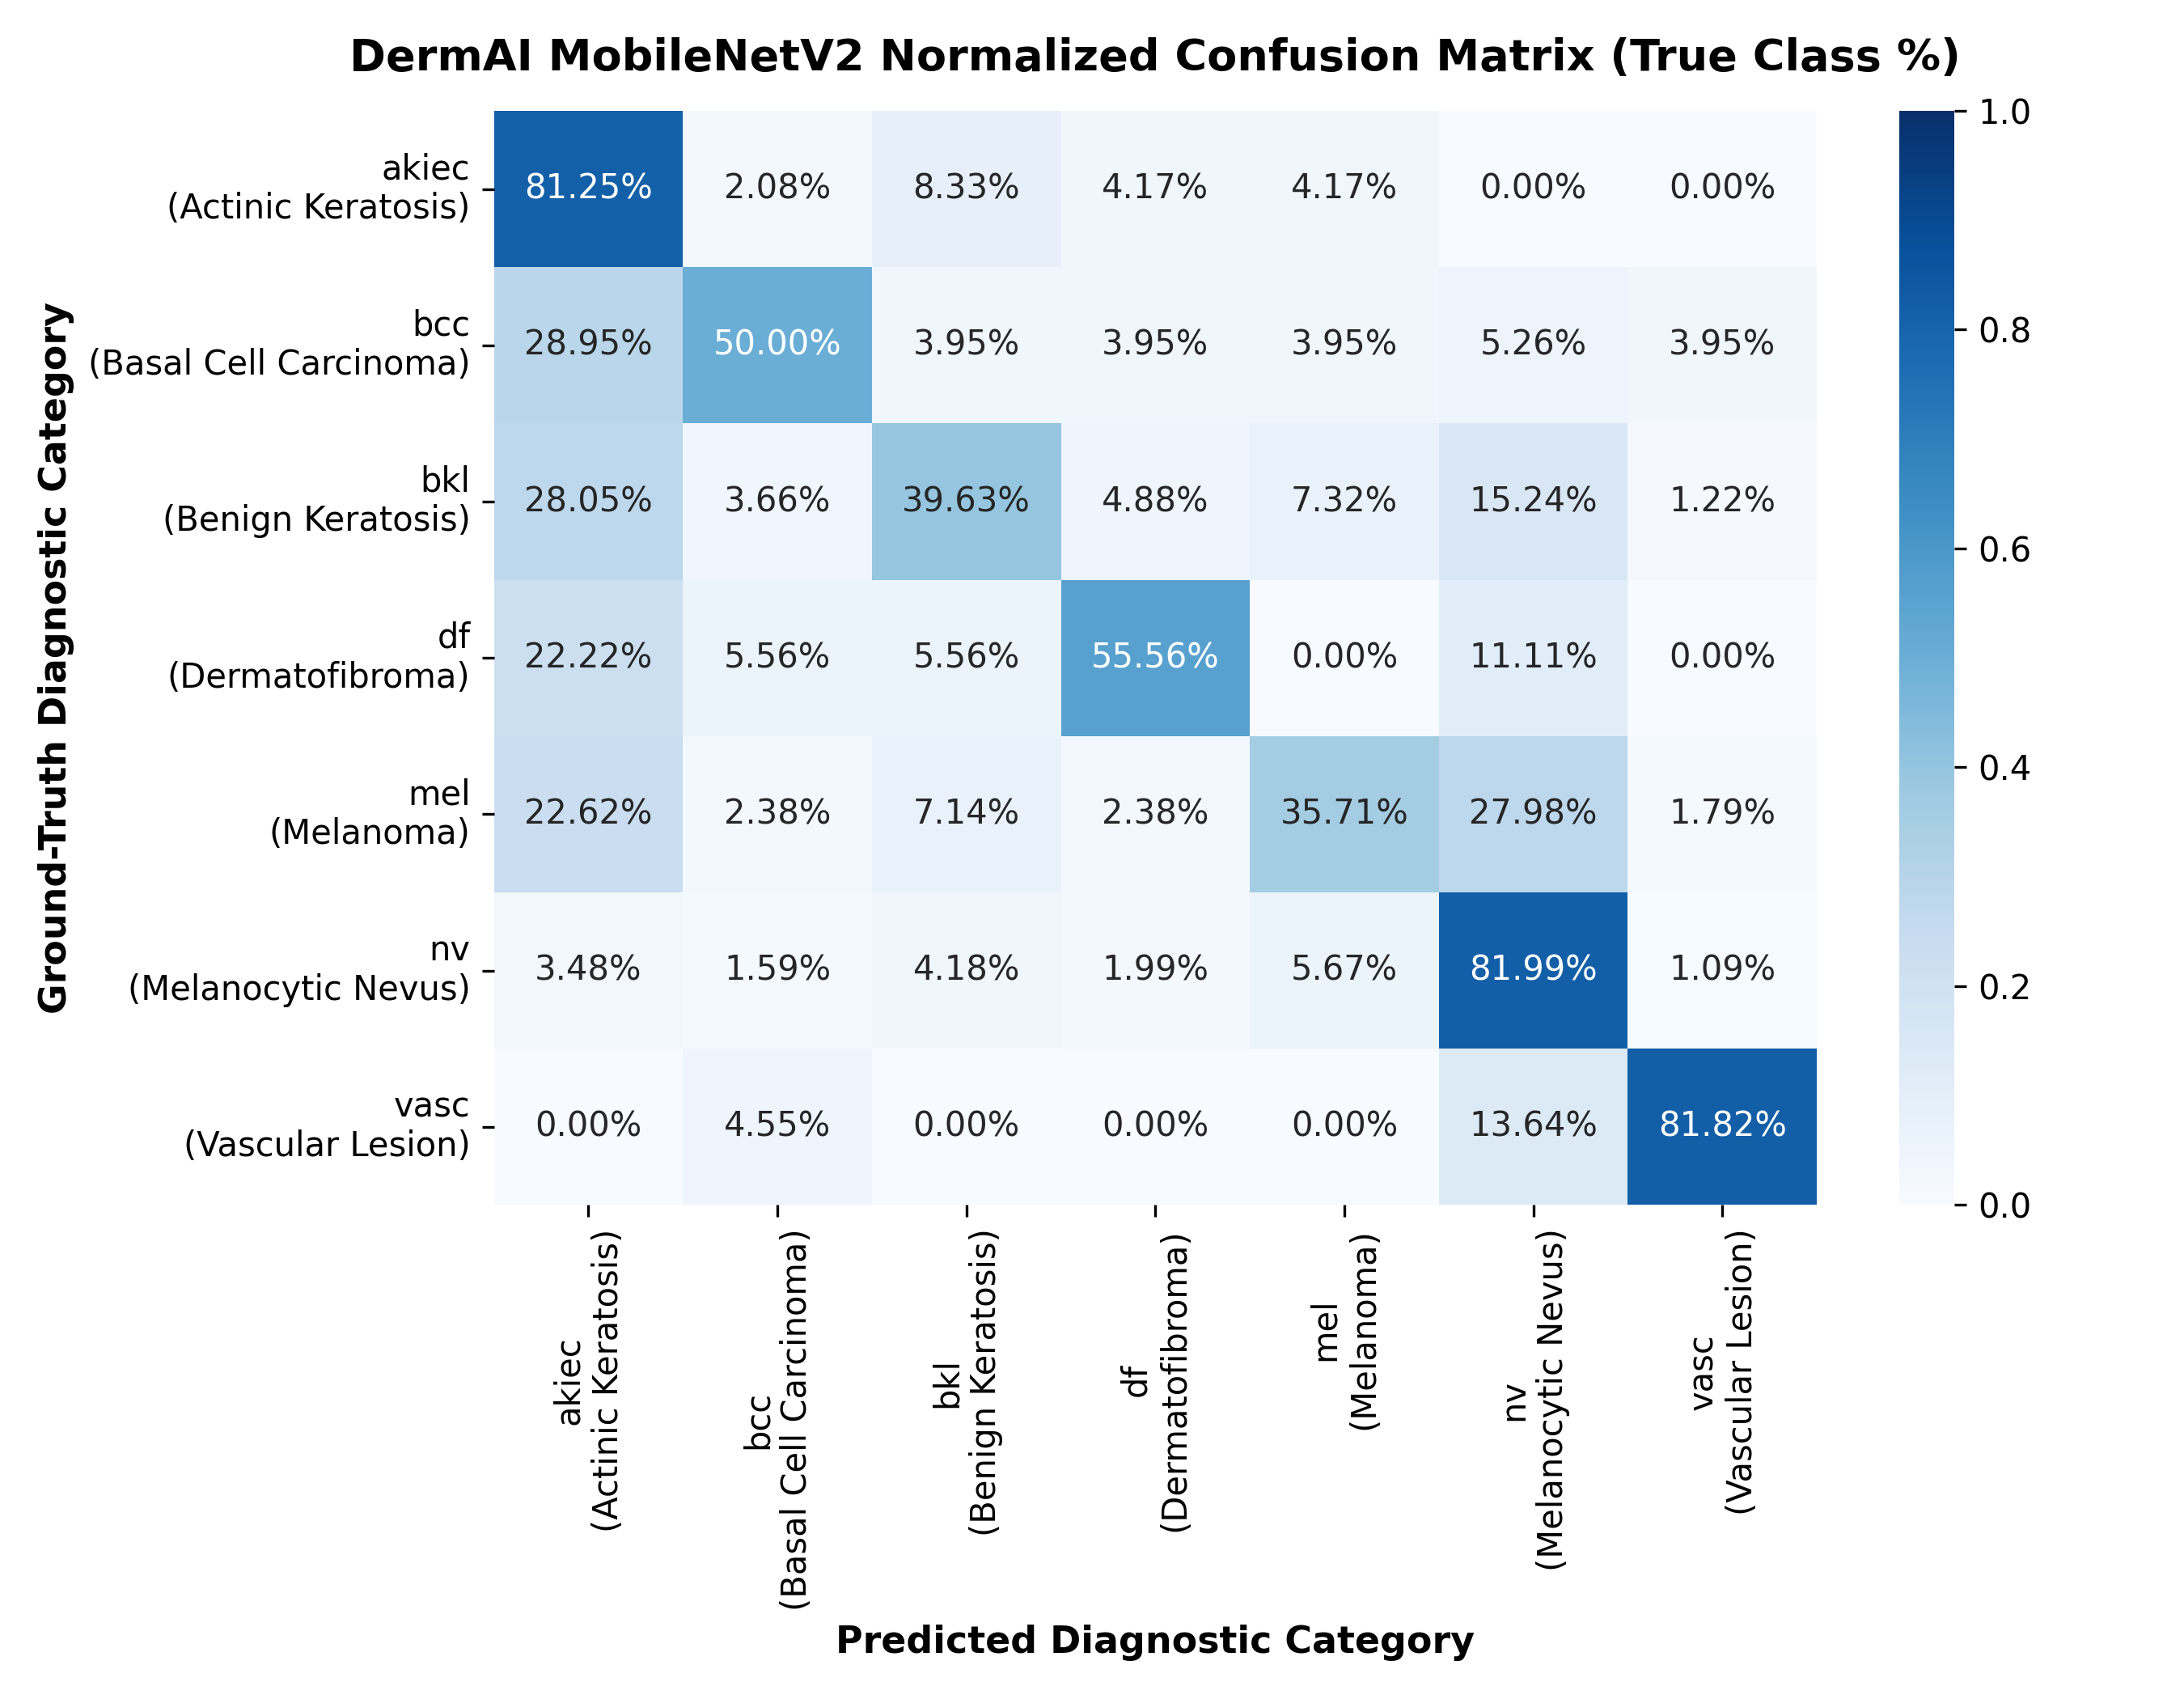 DermAI MobileNetV2 Normalized Confusion Matrix (True Class %)
Ground-Truth Diagnostic Category
akiec
(Actinic Keratosis)
81.25% 2.08% 8.33% 4.17% 4.17% 0.00% 0.00%
bcc
(Basal Cell Carcinoma)
28.95% 50.00% 3.95% 3.95% 3.95% 5.26% 3.95%
bkl
(Benign Keratosis)
28.05% 3.66% 39.63% 4.88% 7.32% 15.24% 1.22%
df
(Dermatofibroma)
22.22% 5.56% 5.56% 55.56% 0.00% 11.11% 0.00%
mel
(Melanoma)
22.62% 2.38% 7.14% 2.38% 35.71% 27.98% 1.79%
nv
(Melanocytic Nevus)
3.48% 1.59% 4.18% 1.99% 5.67% 81.99% 1.09%
vasc
(Vascular Lesion)
0.00% 4.55% 0.00% 0.00% 0.00% 13.64% 81.82%
1.0
0.8
0.6
0.4
0.2
0.0
akiec
(Actinic Keratosis)
bcc
(Basal Cell Carcinoma)
bkl
(Benign Keratosis)
df
(Dermatofibroma)
mel
(Melanoma)
nv
(Melanocytic Nevus)
vasc
(Vascular Lesion)
Predicted Diagnostic Category